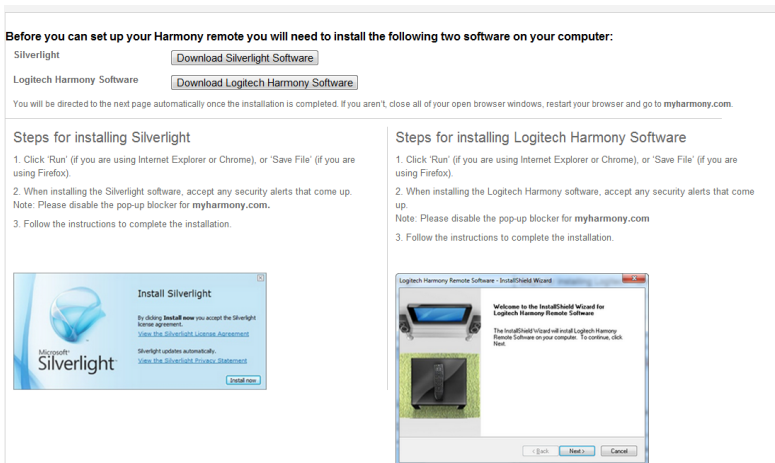 Before you can set up your Harmony remote you will need to install the following two software on your computer:
Silverlight
Download Silverlight Software
Logitech Harmony Software
Download Logitech Harmony Software
You will be directed to the next page automatically once the installation is completed. If you aren't, close all of your open browser windows, restart your browser and go to myharmony.com.
Steps for installing Silverlight
1. Click 'Run' (if you are using Internet Explorer or Chrome), or 'Save File' (if you are
using Firefox).
2. When installing the Silverlight software, accept any security alerts that come up.
Note: Please disable the pop-up blocker for myharmony.com.
3. Follow the instructions to complete the installation.
Install Silverlight
By clicking Install now you accept the Silverlight
license agreement.
View the Silverlight License Agreement
Silverlight updates automatically.
View the Silverlight Privacy Statement
Microsoft
Silverlight
Install now
Steps for installing Logitech Harmony Software
1. Click 'Run' (if you are using Internet Explorer or Chrome), or 'Save File' (if you are
using Firefox).
2. When installing the Logitech Harmony software, accept any security alerts that come
up.
Note: Please disable the pop-up blocker for myharmony.com
3. Follow the instructions to complete the installation.
Logitech Harmony Remote Software - InstallShield Wizard
Welcome to the InstallShield Wizard for
Logitech Harmony Remote Software
The InstallShield Wizard will install Logitech Harmony
Remote Software on your computer. To continue, click
Next.
< Back
Next >
Cancel